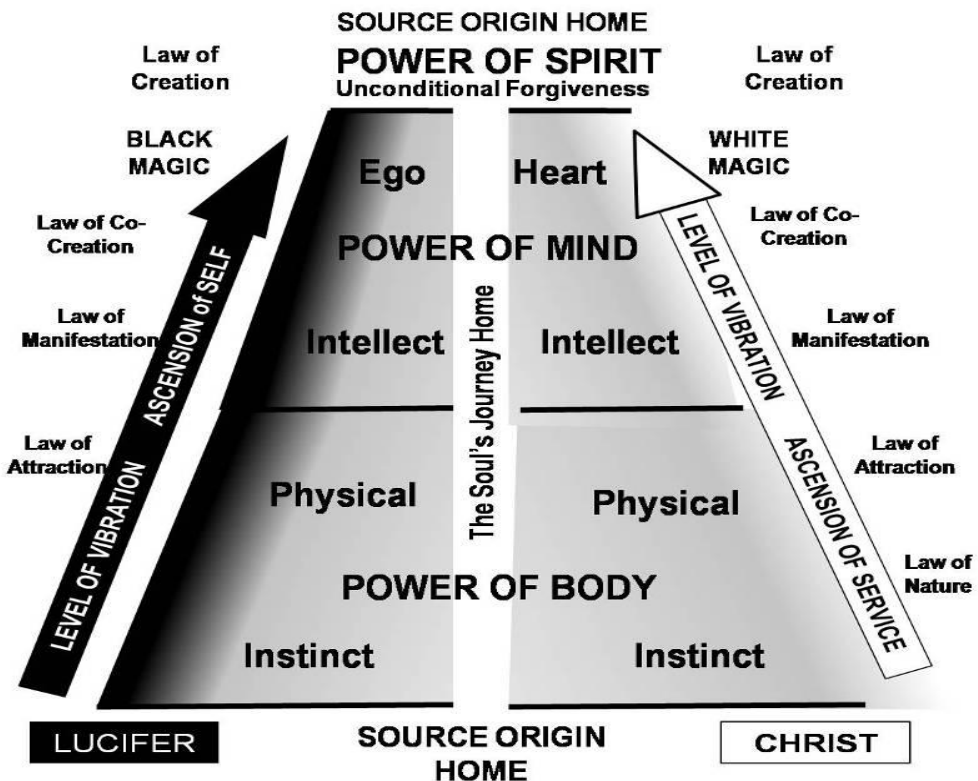 SOURCE ORIGIN HOME
POWER OF SPIRIT
Unconditional Forgiveness
Law of
Creation
Law of
Creation
BLACK
MAGIC
WHITE
MAGIC
Ego
Heart
Law of Co-
Creation
Law of Co-
Creation
POWER OF MIND
Law of
Manifestation
Law of
Manifestation
Intellect
Intellect
LEVEL OF VIBRATION ASCENSION of SELF
The Soul's Journey Home
LEVEL OF VIBRATION ASCENSION OF SERVICE
Law of
Attraction
Law of
Attraction
Physical
Physical
POWER OF BODY
Law of
Nature
Instinct
Instinct
LUCIFER
SOURCE ORIGIN
HOME
CHRIST